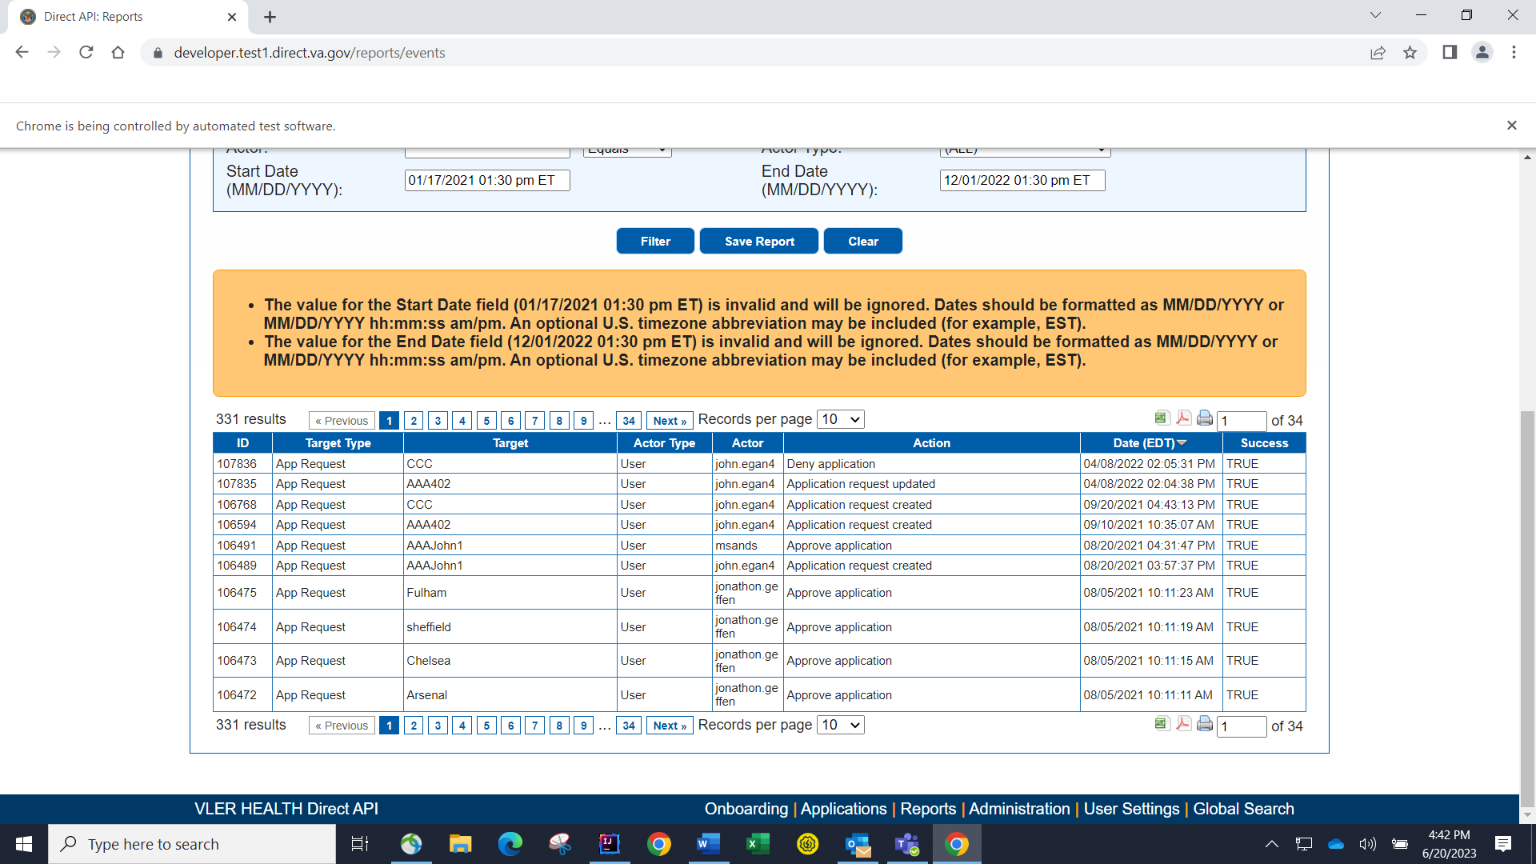 Direct API: Reports
developer.test1.direct.va.gov/reports/events
Chrome is being controlled by automated test software.
Actor: Equals Actor Type: (ALL)
Start Date
(MM/DD/YYYY): 01/17/2021 01:30 pm ET
End Date
(MM/DD/YYYY): 12/01/2022 01:30 pm ET
Filter Save Report Clear
• The value for the Start Date field (01/17/2021 01:30 pm ET) is invalid and will be ignored. Dates should be formatted as MM/DD/YYYY or
MM/DD/YYYY hh:mm:ss am/pm. An optional U.S. timezone abbreviation may be included (for example, EST).
• The value for the End Date field (12/01/2022 01:30 pm ET) is invalid and will be ignored. Dates should be formatted as MM/DD/YYYY or
MM/DD/YYYY hh:mm:ss am/pm. An optional U.S. timezone abbreviation may be included (for example, EST).
331 results « Previous 1 2 3 4 5 6 7 8 9 ... 34 Next » Records per page 10 1 of 34
ID Target Type Target Actor Type Actor Action Date (EDT) Success
107836 App Request CCC User john.egan4 Deny application 04/08/2022 02:05:31 PM TRUE
107835 App Request AAA402 User john.egan4 Application request updated 04/08/2022 02:04:38 PM TRUE
106768 App Request CCC User john.egan4 Application request created 09/20/2021 04:43:13 PM TRUE
106594 App Request AAA402 User john.egan4 Application request created 09/10/2021 10:35:07 AM TRUE
106491 App Request AAAJohn1 User msands Approve application 08/20/2021 04:31:47 PM TRUE
106489 App Request AAAJohn1 User john.egan4 Application request created 08/20/2021 03:57:37 PM TRUE
106475 App Request Fulham User jonathon.ge
ffen Approve application 08/05/2021 10:11:23 AM TRUE
106474 App Request sheffield User jonathon.ge
ffen Approve application 08/05/2021 10:11:19 AM TRUE
106473 App Request Chelsea User jonathon.ge
ffen Approve application 08/05/2021 10:11:15 AM TRUE
106472 App Request Arsenal User jonathon.ge
ffen Approve application 08/05/2021 10:11:11 AM TRUE
331 results « Previous 1 2 3 4 5 6 7 8 9 ... 34 Next » Records per page 10 1 of 34
VLER HEALTH Direct API Onboarding | Applications | Reports | Administration | User Settings | Global Search
Type here to search
4:42 PM
6/20/2023